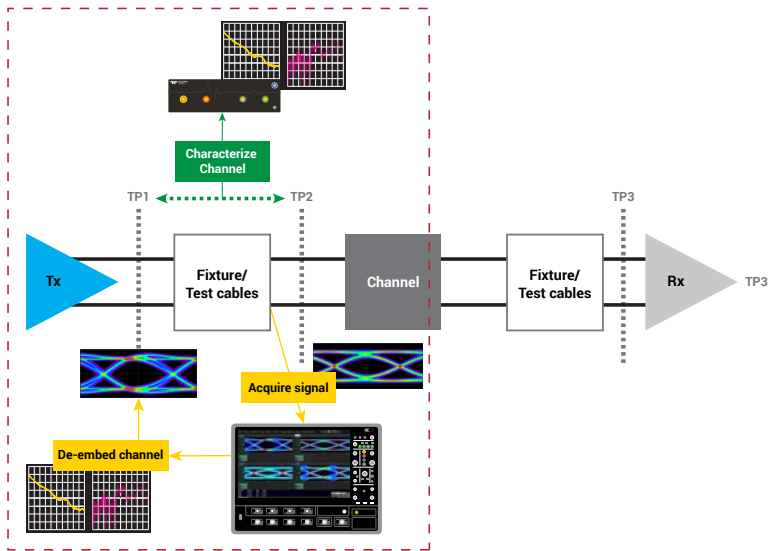 Characterize
Channel
TP1
TP2
TP3
Tx
Fixture/
Test cables
Channel
Fixture/
Test cables
Rx
TP3
Acquire signal
De-embed channel